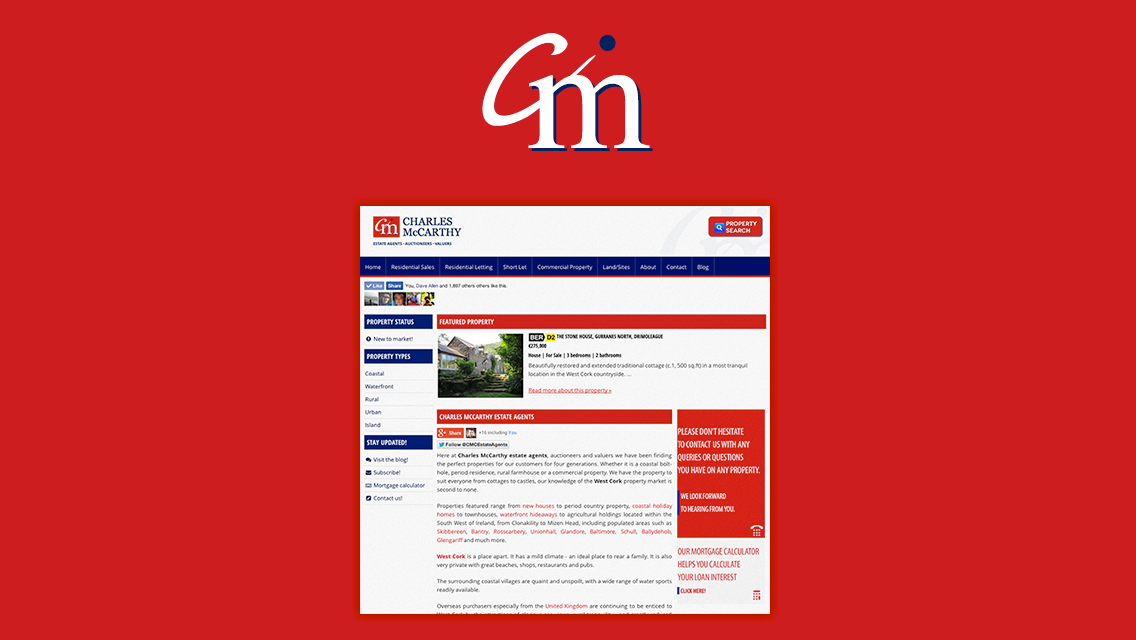 Cm
Cm CHARLES
McCARTHY
ESTATE AGENTS • AUCTIONEERS • VALUERS
PROPERTY
SEARCH
Home Residential Sales Residential Letting Short Let Commercial Property Land/Sites About Contact Blog
Like Share You, Dave Allen and 1,897 others others like this.
PROPERTY STATUS
New to market!
PROPERTY TYPES
Coastal
Waterfront
Rural
Urban
Island
STAY UPDATED!
Visit the blog!
Subscribe!
Mortgage calculator
Contact us!
FEATURED PROPERTY
BER D2 THE STONE HOUSE, GURRANES NORTH, DRIMOLEAGUE
€275,000
House | For Sale | 3 bedrooms | 2 bathrooms
Beautifully restored and extended traditional cottage (c.1, 500 sq.ft) in a most tranquil
location in the West Cork countryside. ...
Read more about this property »
CHARLES MCCARTHY ESTATE AGENTS
g+ Share +16 including You
Follow @CMCEstateAgents
Here at Charles McCarthy estate agents, auctioneers and valuers we have been finding
the perfect properties for our customers for four generations. Whether it is a coastal bolt-
hole, period residence, rural farmhouse or a commercial property. We have the property to
suit everyone from cottages to castles, our knowledge of the West Cork property market is
second to none.
Properties featured range from new houses to period country property, coastal holiday
homes to townhouses, waterfront hideaways to agricultural holdings located within the
South West of Ireland, from Clonakilty to Mizen Head, including populated areas such as
Skibbereen, Bantry, Rosscarbery, Unionhall, Glandore, Baltimore, Schull, Ballydehob,
Glengariff and much more.
West Cork is a place apart. It has a mild climate - an ideal place to rear a family. It is also
very private with great beaches, shops, restaurants and pubs.
The surrounding coastal villages are quaint and unspoilt, with a wide range of water sports
readily available.
Overseas purchasers especially from the United Kingdom are continuing to be enticed to
PLEASE DON'T HESITATE
TO CONTACT US WITH ANY
QUERIES OR QUESTIONS
YOU HAVE ON ANY PROPERTY.
WE LOOK FORWARD
TO HEARING FROM YOU.
OUR MORTGAGE CALCULATOR
HELPS YOU CALCULATE
YOUR LOAN INTEREST
CLICK HERE!